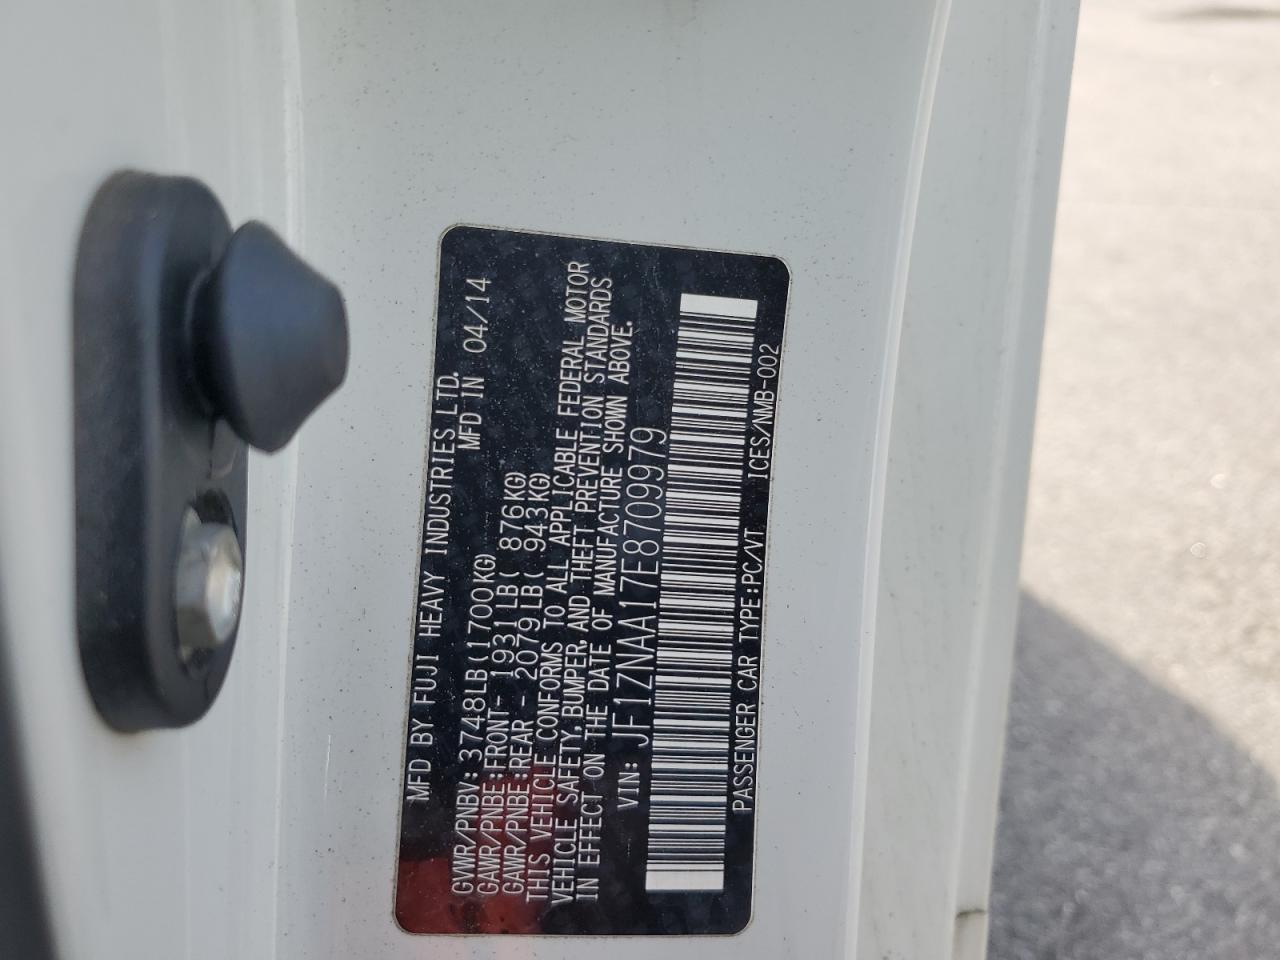 MFD BY FUJI HEAVY INDUSTRIES LTD.
GVWR/PNBV: 3748LB(1700KG) MFD IN 04/14
GAWR/PNBE:FRONT- 1931LB( 876KG)
GAWR/PNBE:REAR - 2079LB( 943KG)
THIS VEHICLE CONFORMS TO ALL APPLICABLE FEDERAL MOTOR
VEHICLE SAFETY,BUMPER, AND THEFT PREVENTION STANDARDS
IN EFFECT ON THE DATE OF MANUFACTURE SHOWN ABOVE.
VIN: JF1ZNAA17E8709979
PASSENGER CAR TYPE:PC/VT ICES/NMB-002